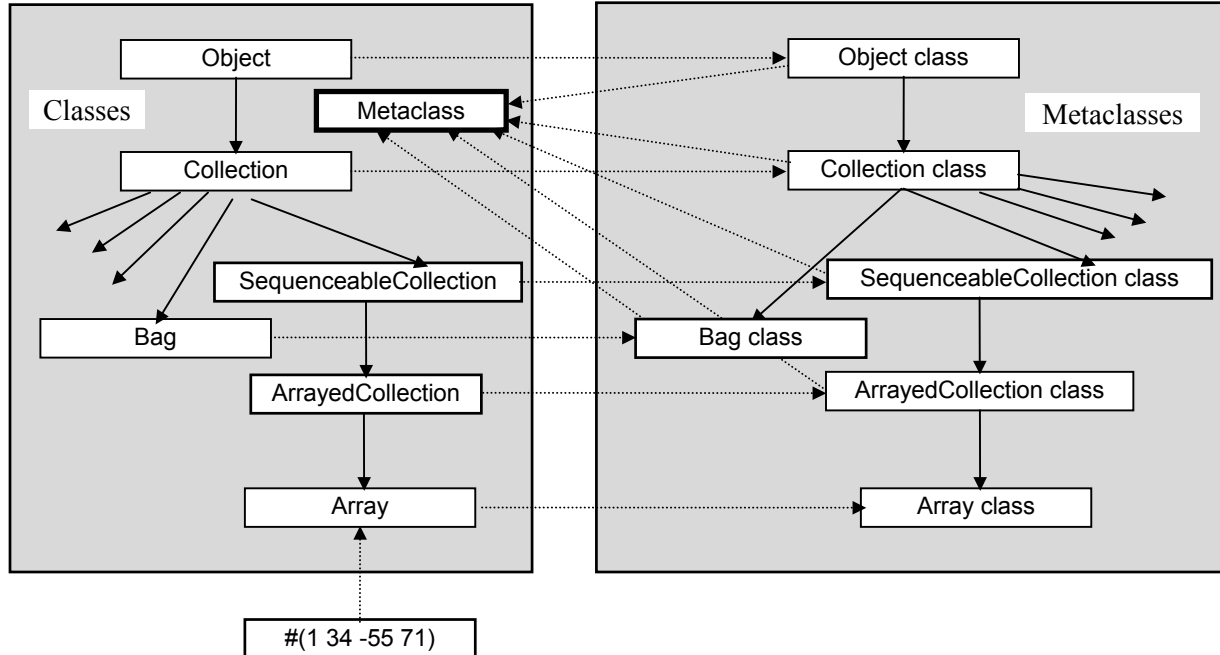 Object
Object class
Classes
Metaclass
Metaclasses
Collection
Collection class
SequenceableCollection
SequenceableCollection class
Bag
Bag class
ArrayedCollection
ArrayedCollection class
Array
Array class
#(1 34 -55 71)